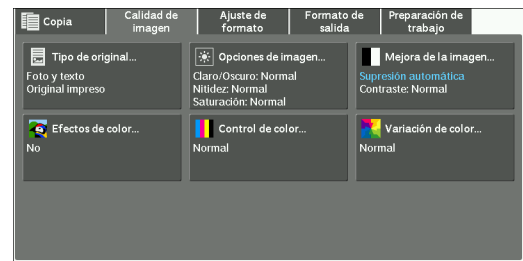 Copia
Calidad de
imagen
Ajuste de
formato
Formato de
salida
Preparación de
trabajo
Tipo de original...
Foto y texto
Original impreso
Opciones de imagen...
Claro/Oscuro: Normal
Nitidez: Normal
Saturación: Normal
Mejora de la imagen...
Supresión automática
Contraste: Normal
Efectos de color...
No
Control de color...
Normal
Variación de color...
Normal